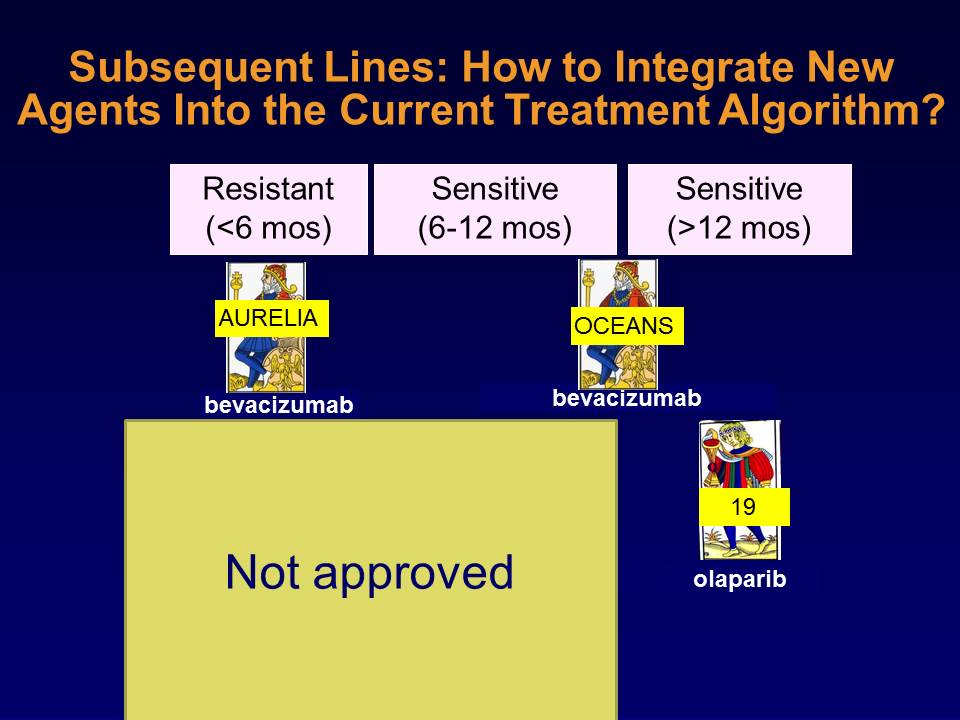 Subsequent Lines: How to Integrate New
Agents Into the Current Treatment Algorithm?
Resistant
(<6 mos)
Sensitive
(6-12 mos)
Sensitive
(>12 mos)
AURELIA
bevacizumab
OCEANS
bevacizumab
Not approved
19
olaparib